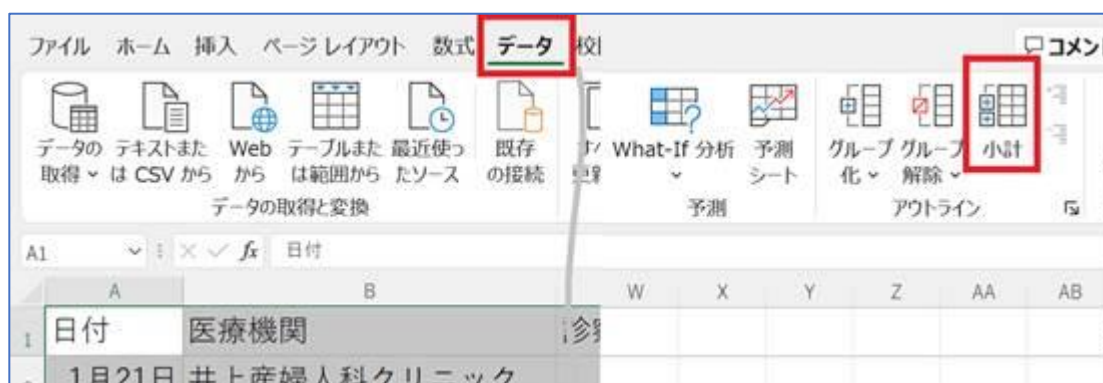 ファイル ホーム 挿入 ページ レイアウト 数式 データ 校 コメン
データの取得 テキストまたは CSV から Web から テーブルまたは範囲から 最近使ったソース 既存の接続 What-If 分析 予測シート グループ化 グループ解除 小計
データの取得と変換 予測 アウトライン
A1 fx 日付
A B W X Y Z AA AB
1 日付 医療機関 診察
1月21日 井上産婦人科クリニック